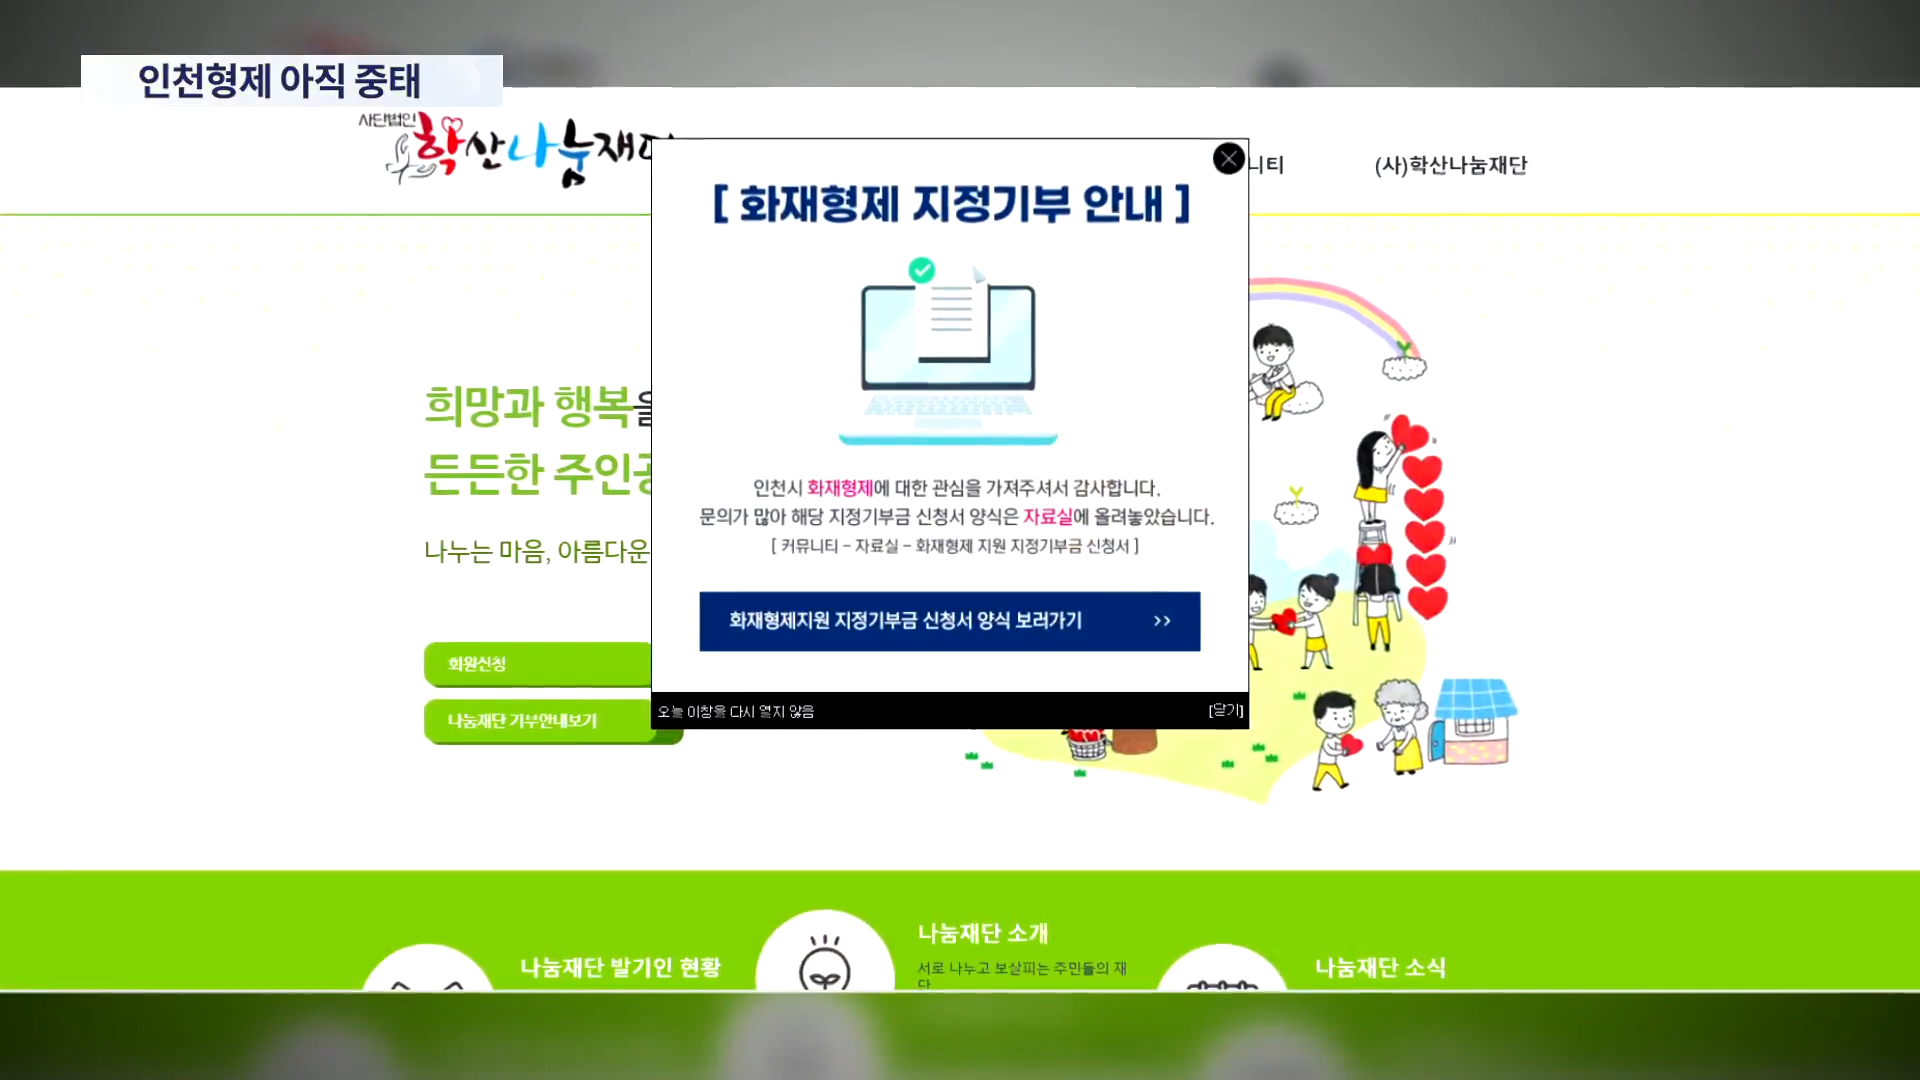 인천형제 아직 중태
사단법인
학산나눔재단
니티
(사)학산나눔재단
[ 화재형제 지정기부 안내 ]
희망과 행복을
든든한 주인공
나누는 마음, 아름다운
인천시 화재형제에 대한 관심을 가져주셔서 감사합니다.
문의가 많아 해당 지정기부금 신청서 양식은 자료실에 올려놓았습니다.
[ 커뮤니티 - 자료실 - 화재형제 지원 지정기부금 신청서 ]
화재형제지원 지정기부금 신청서 양식 보러가기 >>
회원신청
나눔재단 기부안내보기
오늘 이창을 다시 열지 않음
[닫기]
나눔재단 발기인 현황
나눔재단 소개
서로 나누고 보살피는 주민들의 재
단
나눔재단 소식